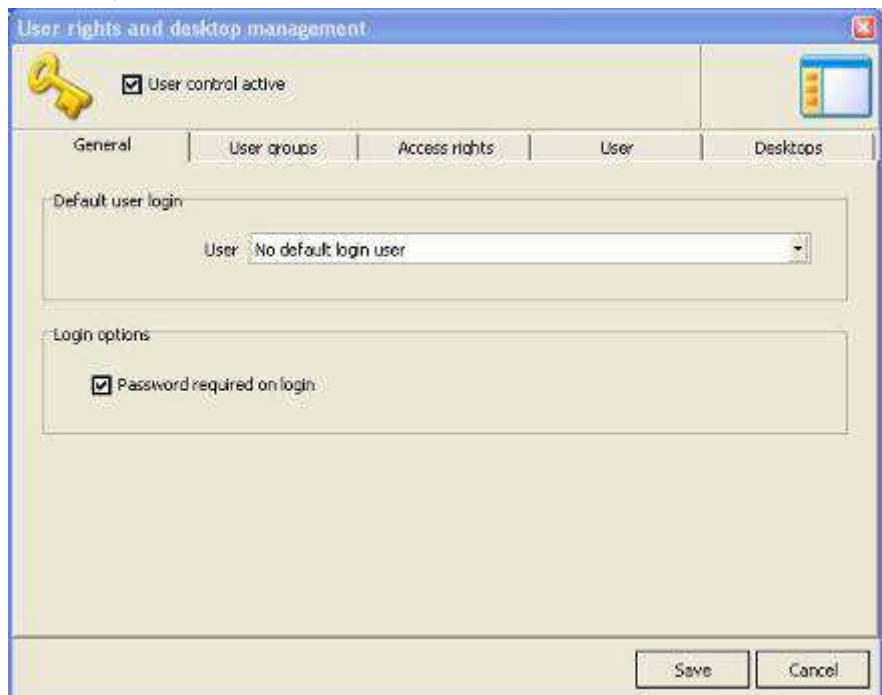 User rights and desktop management
User control active
General User groups Access rights User Desktops
Default user login
User No default login user
Login options
Password required on login
Save Cancel